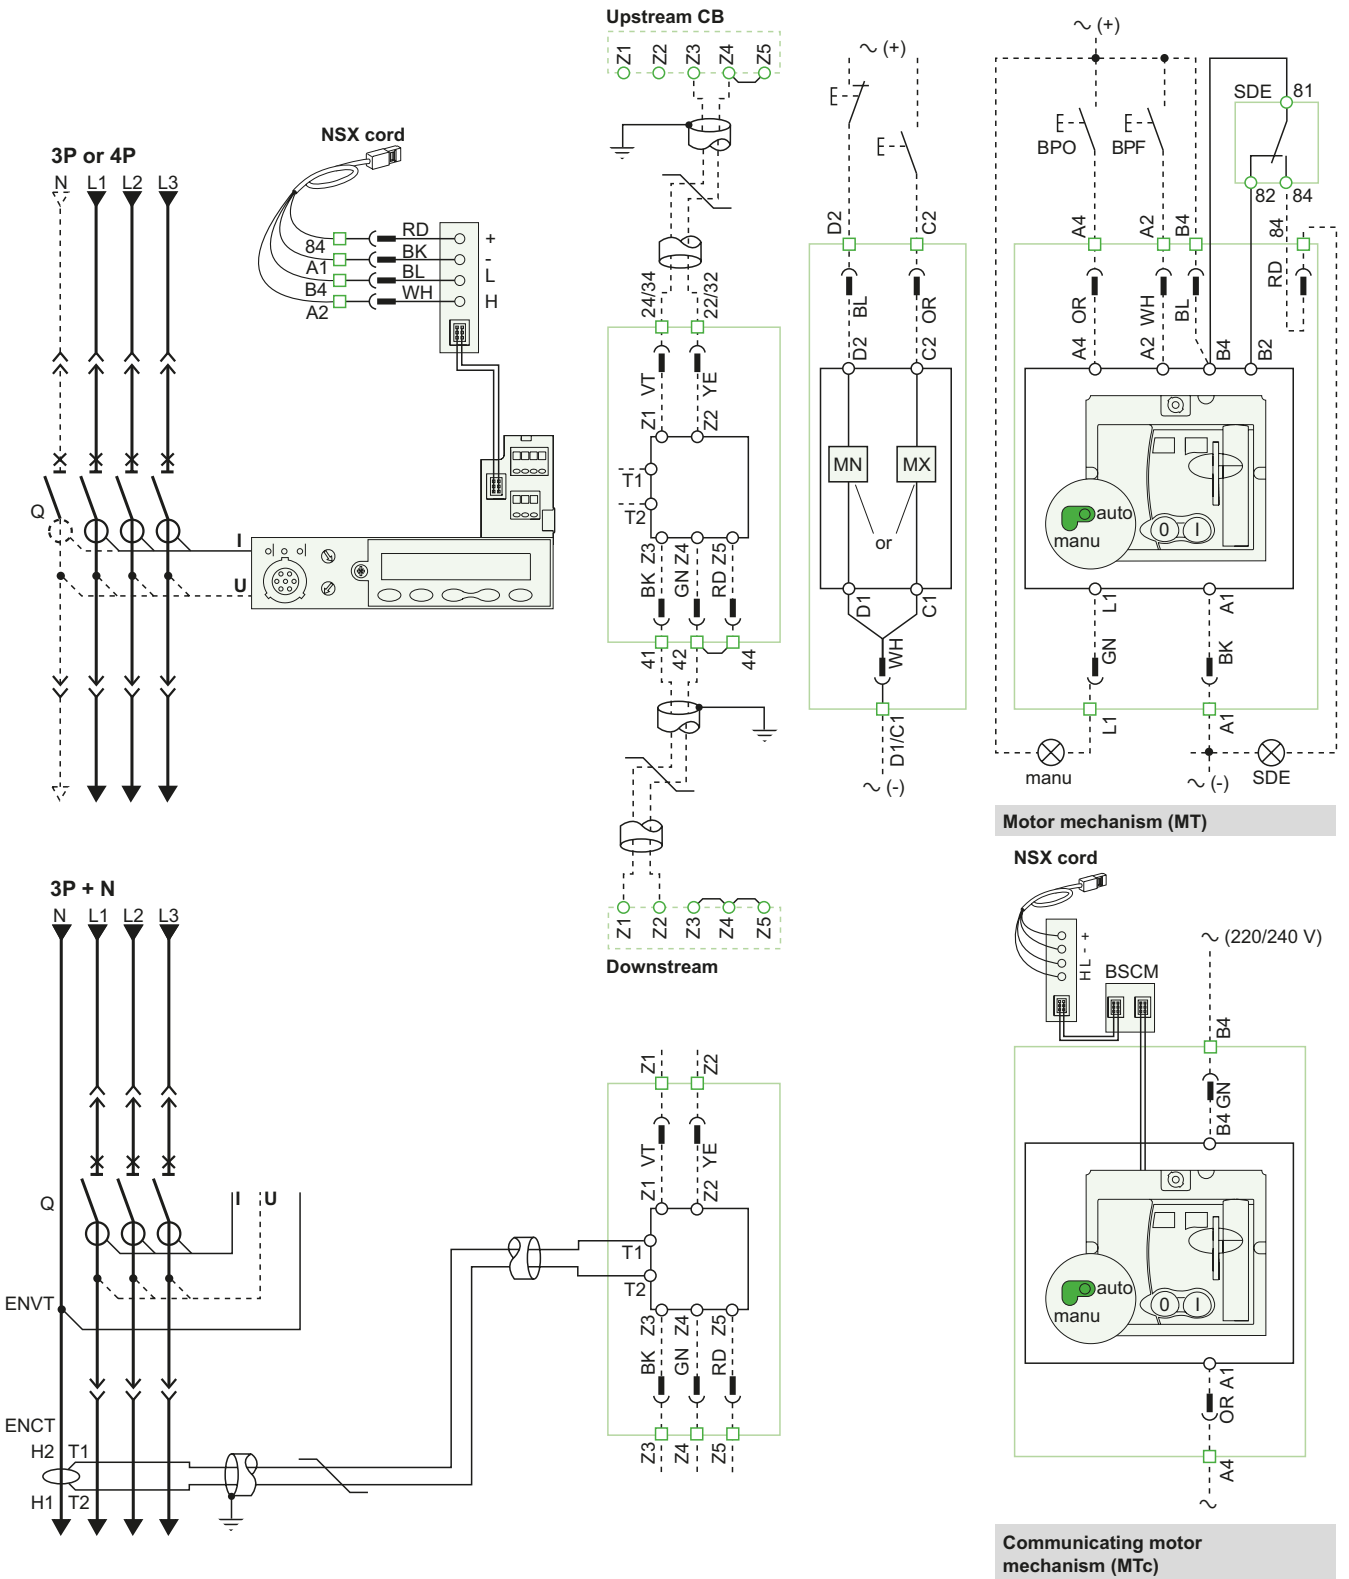 Upstream CB
Z1 Z2 Z3 Z4 Z5
24/34 22/32
VT YE
Z1 Z2
T1
T2
Z3 Z4 Z5
BK GN RD
41 42 44
Z1 Z2 Z3 Z4 Z5
Downstream
3P or 4P
N L1 L2 L3
Q
I
U
NSX cord
84 RD +
A1 BK -
B4 BL L
A2 WH H
~ (+)
D2 C2
BL OR
D2 C2
MN MX
or
D1 C1
WH
D1/C1
~ (-)
~ (+)
SDE 81
BPO BPF
82 84
A4 A2 B4 84
OR WH BL RD
A4 A2 B4 B2
auto
manu
0 I
L1 A1
GN BK
L1 A1
manu
~ (-)
SDE
Motor mechanism (MT)
3P + N
N L1 L2 L3
Q
I U
ENVT
ENCT
H2 T1
H1 T2
Z1 Z2
VT YE
Z1 Z2
T1
T2
Z3 Z4 Z5
BK GN RD
Z3 Z4 Z5
NSX cord
H L - +
BSCM
~ (220/240 V)
B4
GN
B4
auto
manu
0 I
A1
OR
A4
~
Communicating motor
mechanism (MTc)